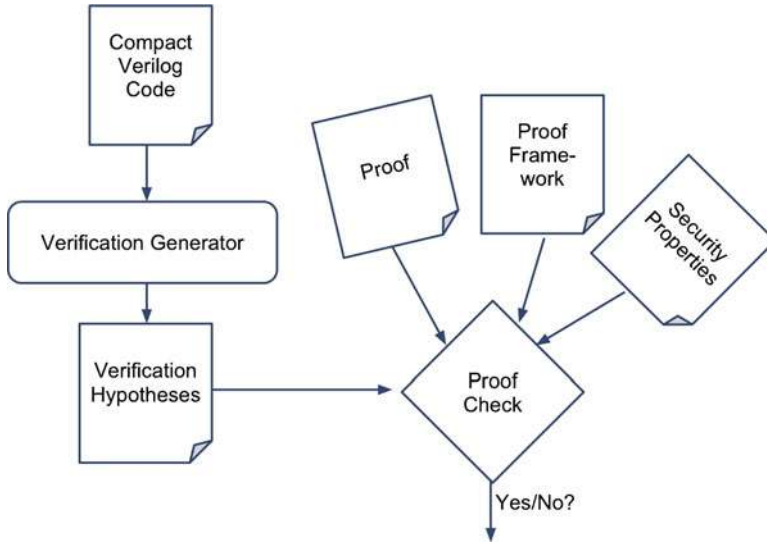 Compact
Verilog
Code
Proof
Proof
Frame-
work
Security
Properties
Verification Generator
Verification
Hypotheses
Proof
Check
Yes/No?